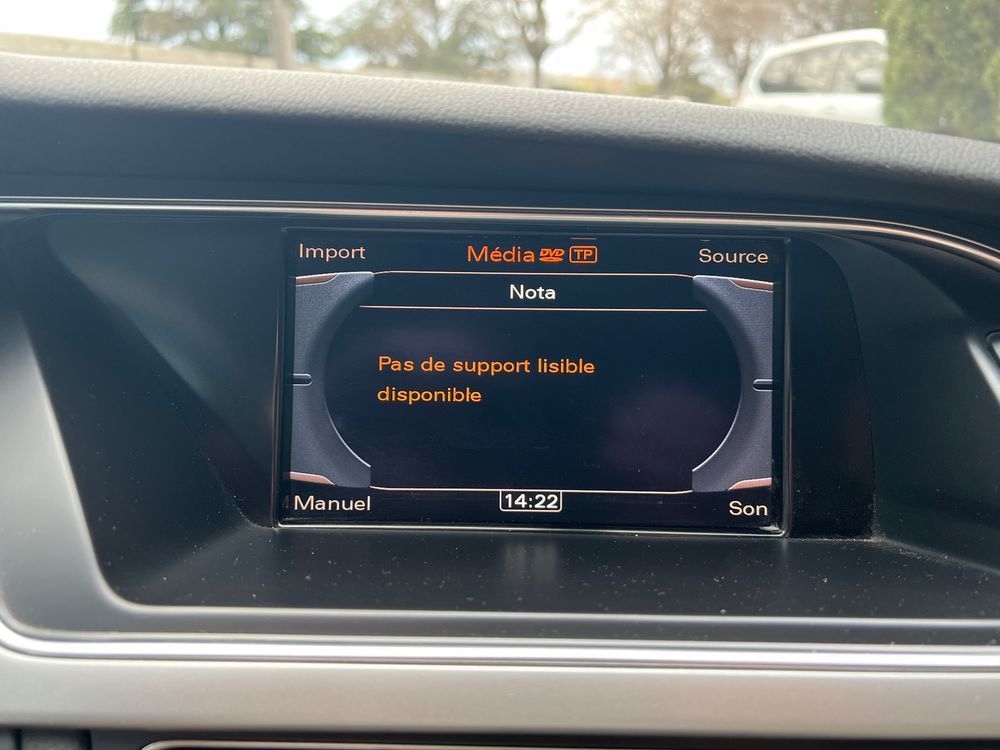 Import
Média DVD TP
Source
Nota
Pas de support lisible
disponible
Manuel
14:22
Son